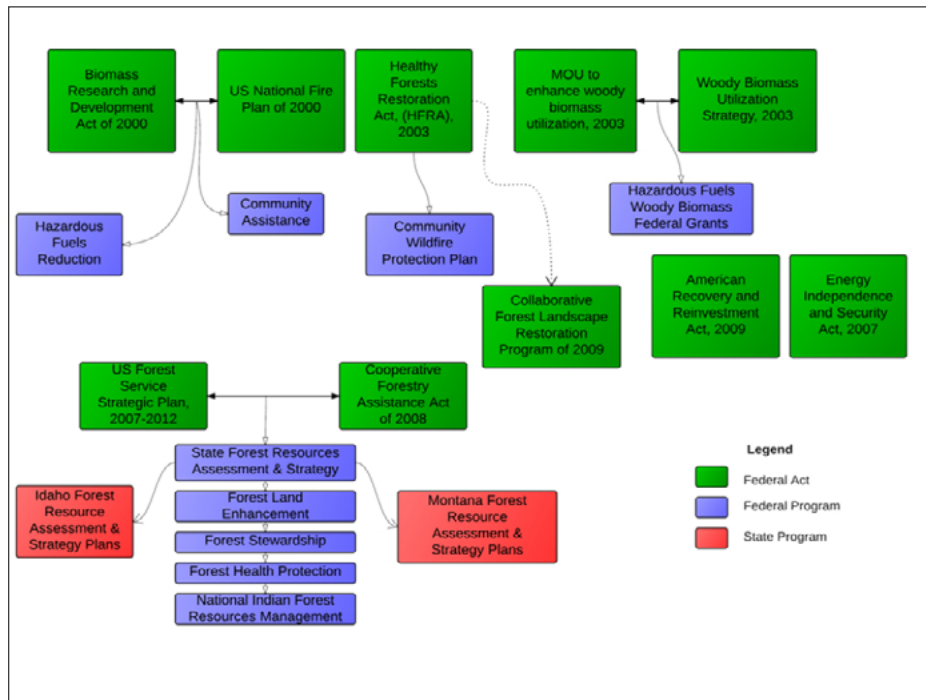 Biomass
Research and
Development
Act of 2000
US National Fire
Plan of 2000
Healthy
Forests
Restoration
Act, (HFRA),
2003
MOU to
enhance woody
biomass
utilization, 2003
Woody Biomass
Utilization
Strategy, 2003
Hazardous
Fuels
Reduction
Community
Assistance
Community
Wildfire
Protection Plan
Hazardous Fuels
Woody Biomass
Federal Grants
Collaborative
Forest Landscape
Restoration
Program of 2009
American
Recovery and
Reinvestment
Act, 2009
Energy
Independence
and Security
Act, 2007
US Forest
Service
Strategic Plan,
2007-2012
Cooperative
Forestry
Assistance Act
of 2008
State Forest Resources
Assessment & Strategy
Idaho Forest
Resource
Assessment &
Strategy Plans
Forest Land
Enhancement
Forest Stewardship
Forest Health Protection
National Indian Forest
Resources Management
Montana Forest
Resource
Assessment &
Strategy Plans
Legend
Federal Act
Federal Program
State Program